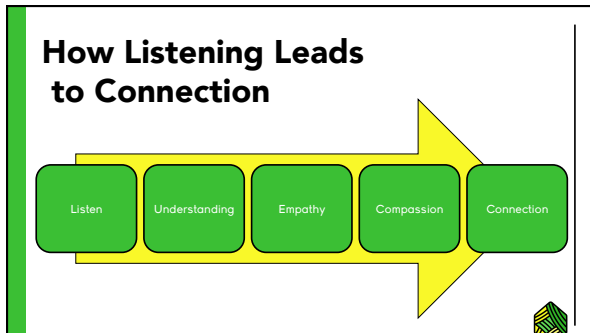 How Listening Leads
to Connection
Listen
Understanding
Empathy
Compassion
Connection